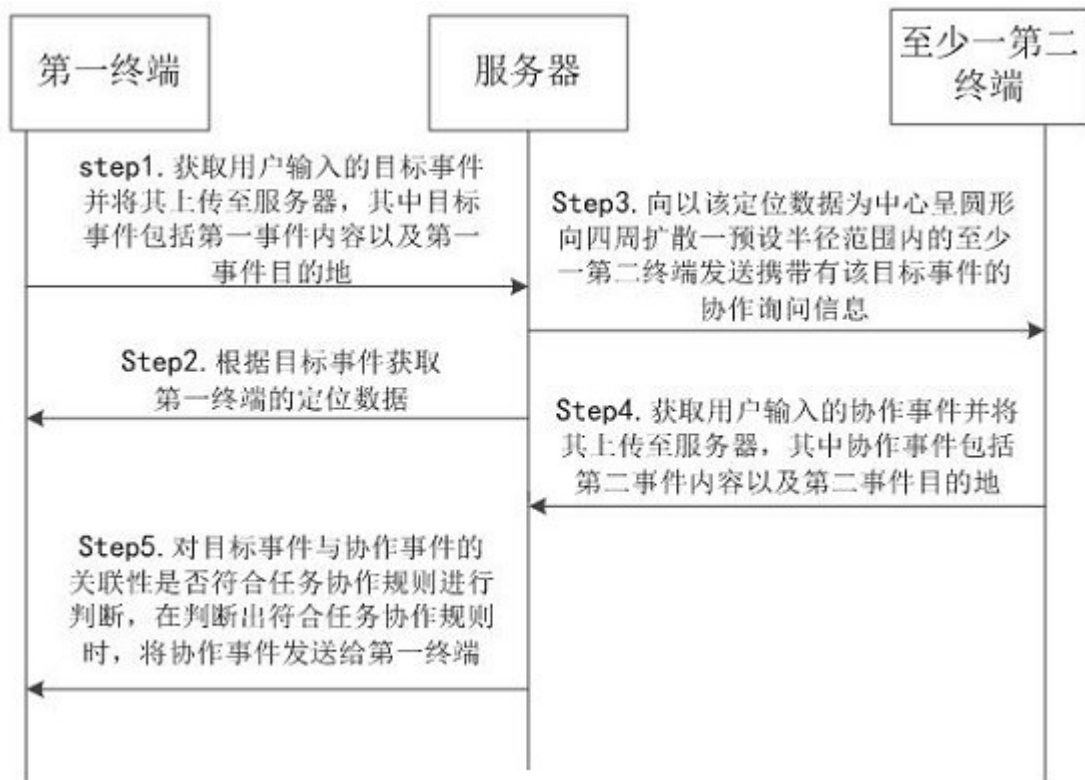 第一终端
服务器
至少一第二
终端
step1.获取用户输入的目标事件
并将其上传至服务器，其中目标
事件包括第一事件内容以及第一
事件目的地
Step3.向以该定位数据为中心呈圆形
向四周扩散一预设半径范围内的至少
一第二终端发送携带有该目标事件的
协作询问信息
Step2.根据目标事件获取
第一终端的定位数据
Step4.获取用户输入的协作事件并将
其上传至服务器，其中协作事件包括
第二事件内容以及第二事件目的地
Step5.对目标事件与协作事件的
关联性是否符合任务协作规则进行
判断，在判断出符合任务协作规则
时，将协作事件发送给第一终端